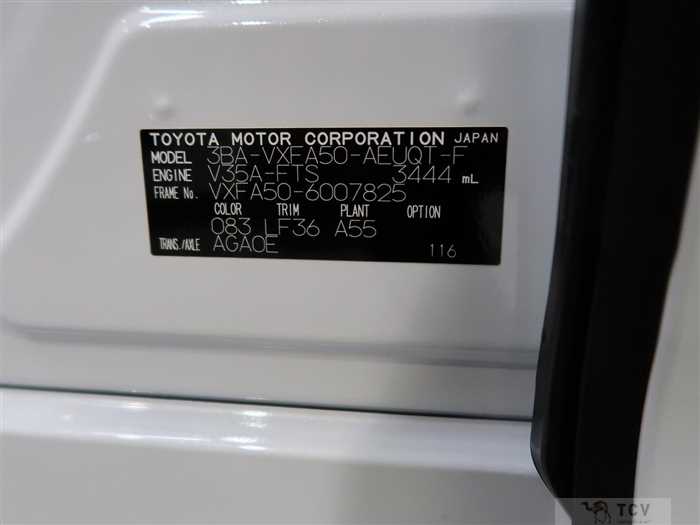 TOYOTA MOTOR CORPORATION JAPAN
MODEL 3BA-VXFA50-AEUQT-F
ENGINE V35A-FTS 3444 mL
FRAME No. VXFA50-6007825
COLOR TRIM PLANT OPTION
083 LF36 A55
TRANS./AXLE AGA0E 116
TCV